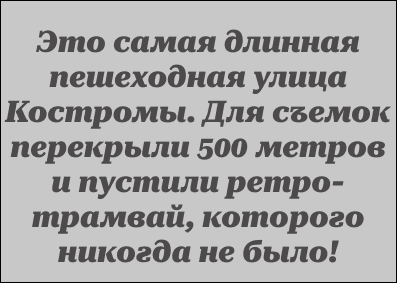 Это самая длинная
пешеходная улица
Костромы. Для съемок
перекрыли 500 метров
и пустили ретро-
трамвай, которого
никогда не было!